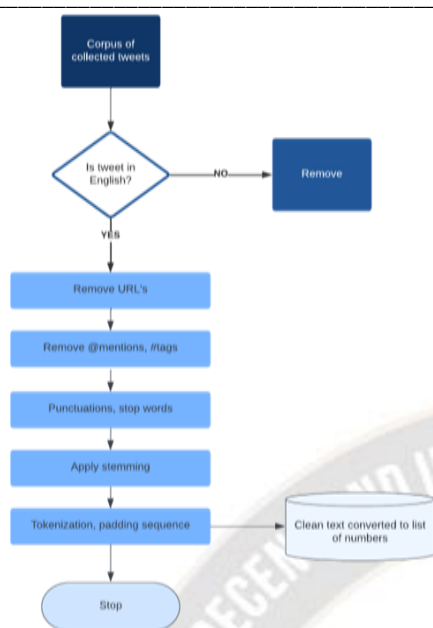 Corpus of
collected tweets
Is tweet in
English?
NO
Remove
YES
Remove URL's
Remove @mentions, #tags
Punctuations, stop words
Apply stemming
Tokenization, padding sequence
Clean text converted to list
of numbers
Stop